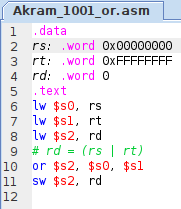 Akram_1001_or.asm
1 .data
2 rs: .word 0x00000000
3 rt: .word 0xFFFFFFFF
4 rd: .word 0
5 .text
6 lw $s0, rs
7 lw $s1, rt
8 lw $s2, rd
9 # rd = (rs | rt)
10 or $s2, $s0, $s1
11 sw $s2, rd
12